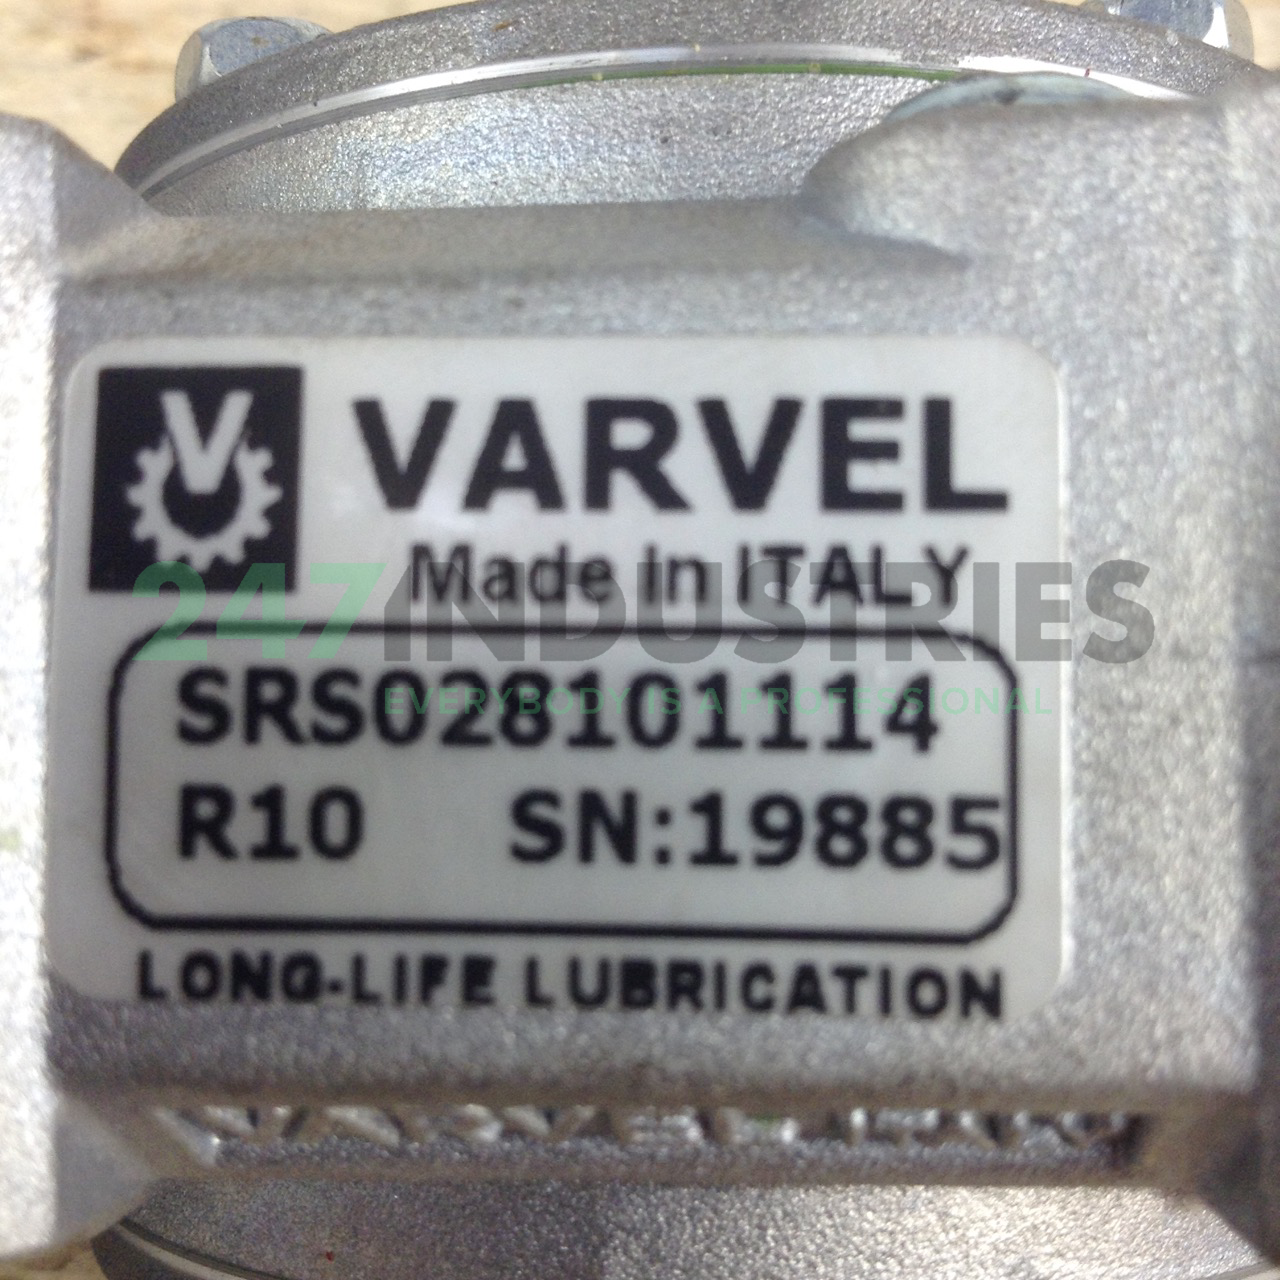 V
VARVEL
Made in ITALY
247INDUSTRIES
SRS028101114
EVERYBODY IS A PROFESSIONAL
R10 SN:19885
LONG-LIFE LUBRICATION